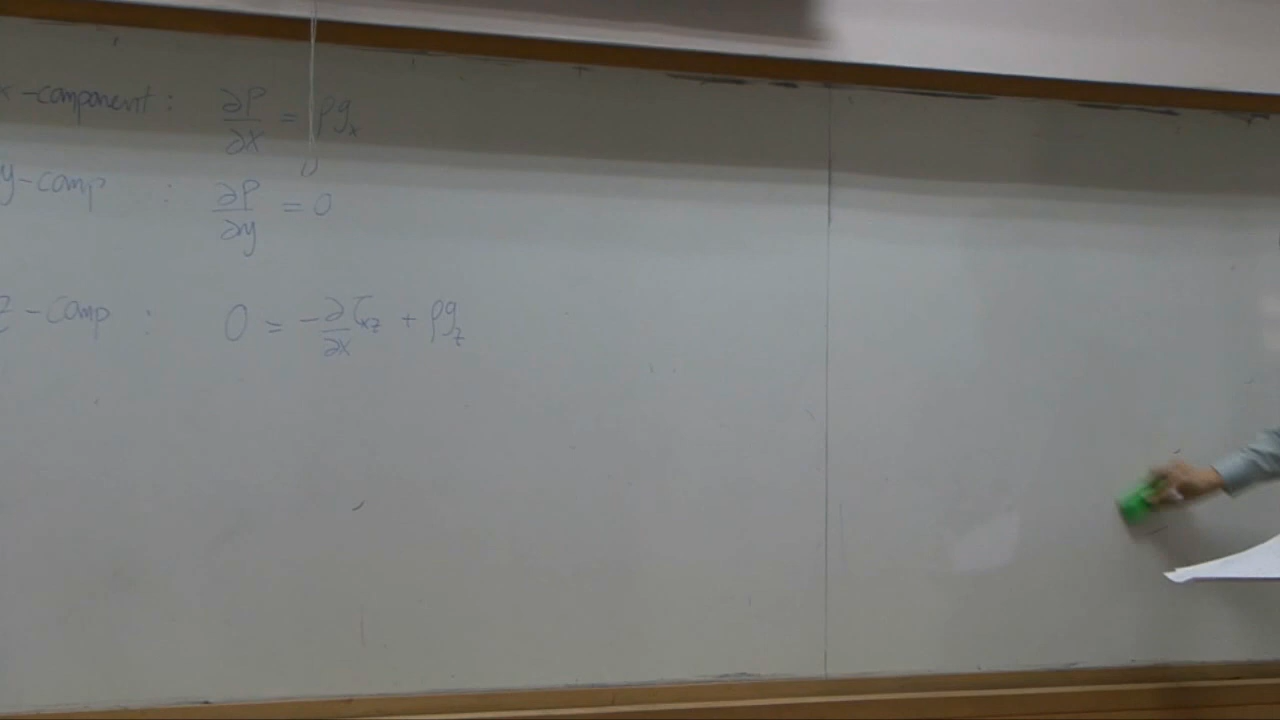 x-component : ∂P/∂x = ρg_x
y-comp : ∂P/∂y = 0
z-comp : 0 = -∂/∂x τ_xz + ρg_z